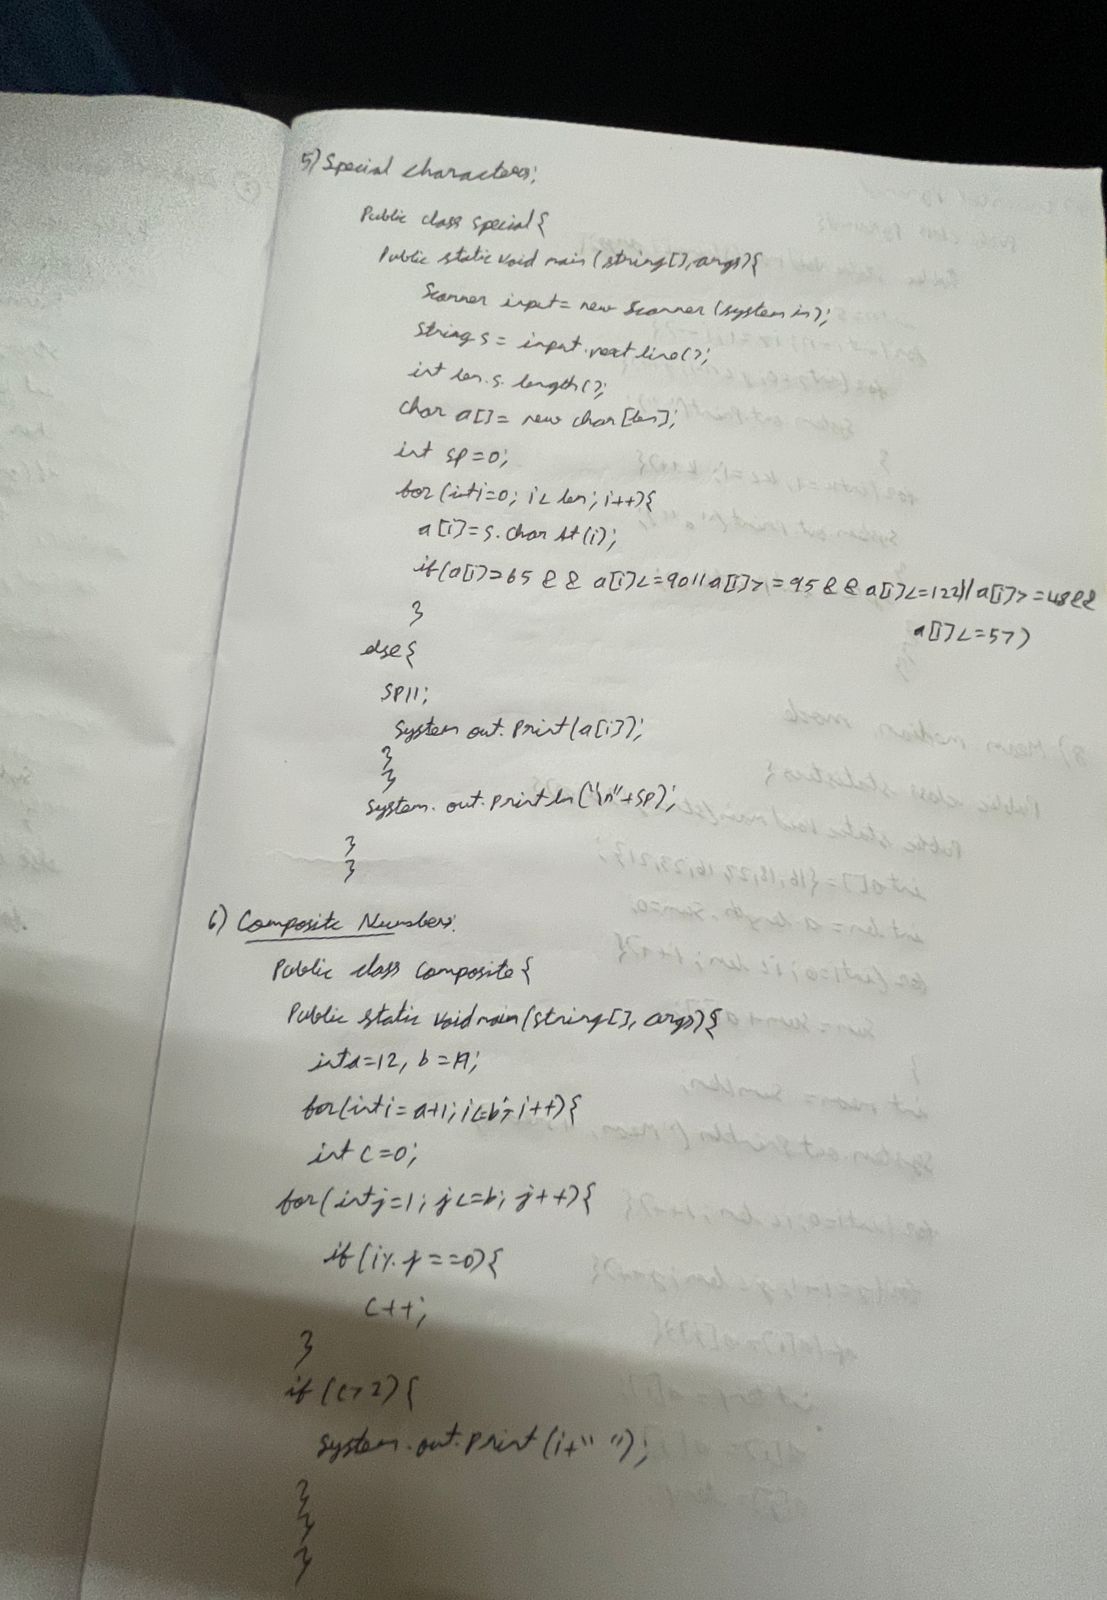 5) Special characters;
Public class special{
Public static void main (string[], args){
Scanner input = new Scanner (system in);
String s = input.next line();
int len.s. length();
char a[] = new char [len];
int sp=0;
for (int i=0; i< len; i++){
a[i]=s.char At (i);
if(a[i]>=65 && a[i]<=90||a[i]>=95&&a[i]<=122||a[i]>=48&&
a[i]<=57)
}
else{
SP||;
System out. Print(a[i]);
}
}
system. out. println ("\n"+sp);
}
}
6) Composite Numbers:
Public class composite{
Public static void main (string[], args){
int a=12, b=19;
for(int i= a+1; i<=b; i++){
int c=0;
for(int j=1; j<=b; j++){
if (i%.j==0){
c++;
}
if (c>2){
system.out.print (i+" ");
}
}
}